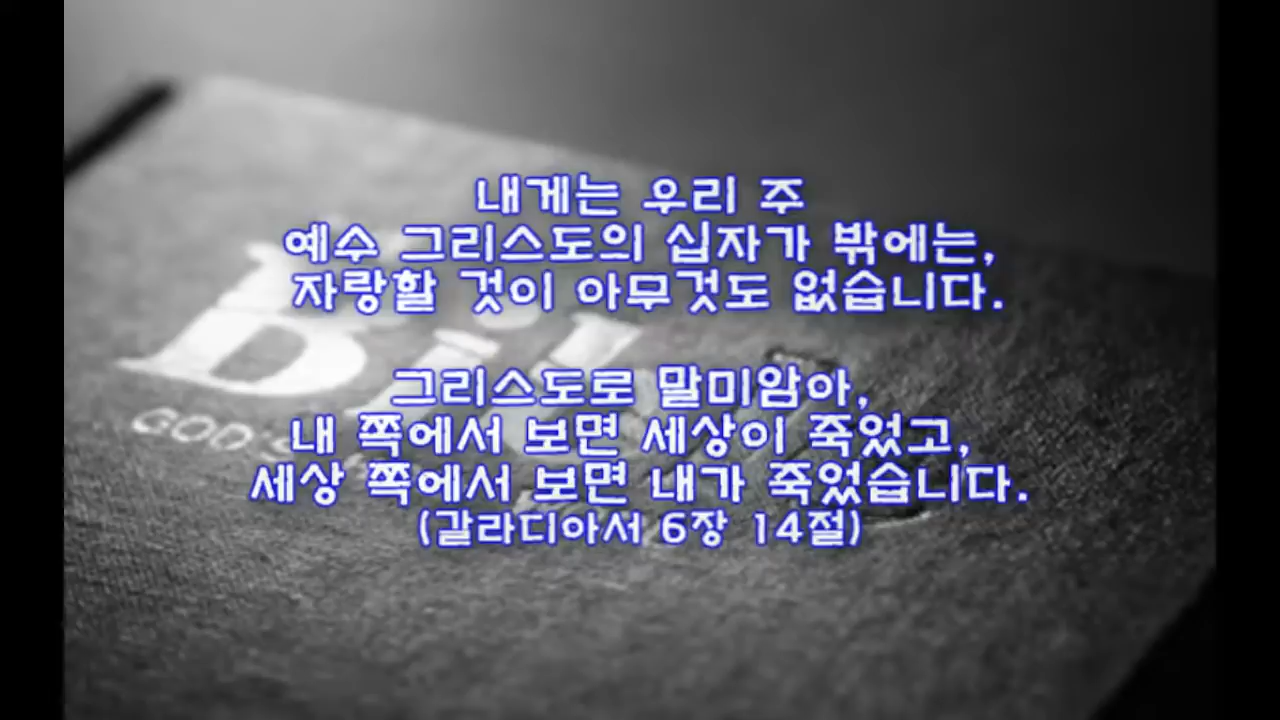 내게는 우리 주
예수 그리스도의 십자가 밖에는,
자랑할 것이 아무것도 없습니다.
그리스도로 말미암아,
내 쪽에서 보면 세상이 죽었고,
세상 쪽에서 보면 내가 죽었습니다.
(갈라디아서 6장 14절)
GOD'S